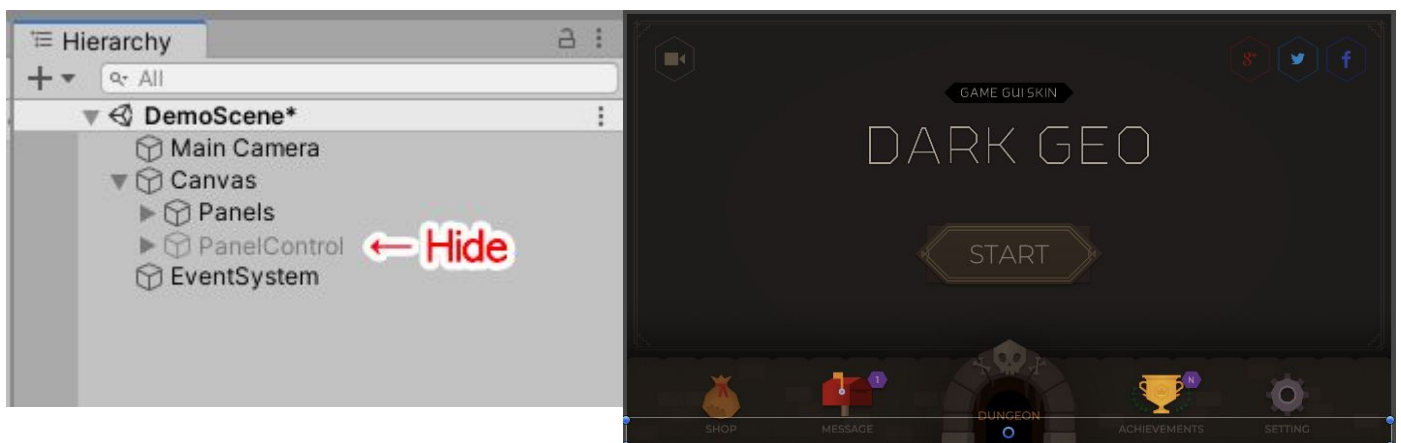 Hierarchy
All
DemoScene*
Main Camera
Canvas
Panels
PanelControl
Hide
EventSystem
g+
f
GAME GUI SKIN
DARK GEO
START
1
N
DUNGEON
SHOP
MESSAGE
ACHIEVEMENTS
SETTING